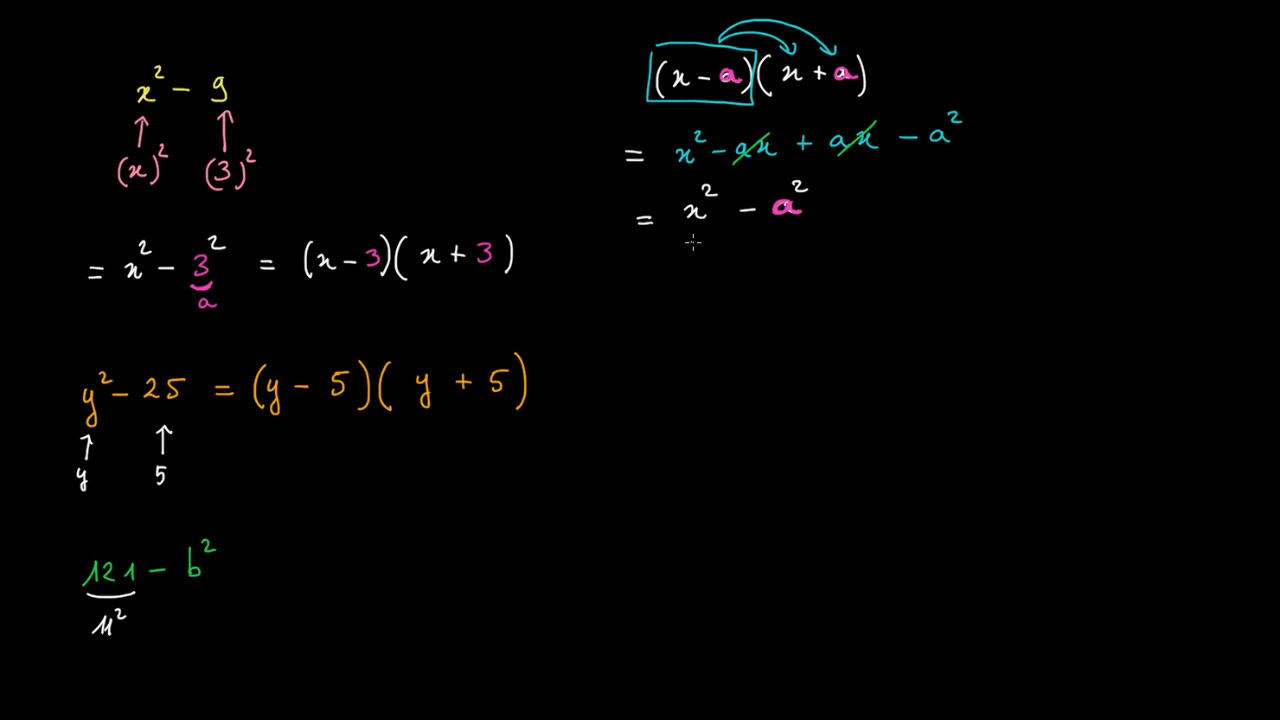 x² − 9
(x)² (3)²
= x² − 3² = (x − 3)(x + 3)
a
y² − 25 = (y − 5)(y + 5)
y 5
121 − b²
11²
(x − a)(x + a)
= x² − ax + ax − a²
= x² − a²